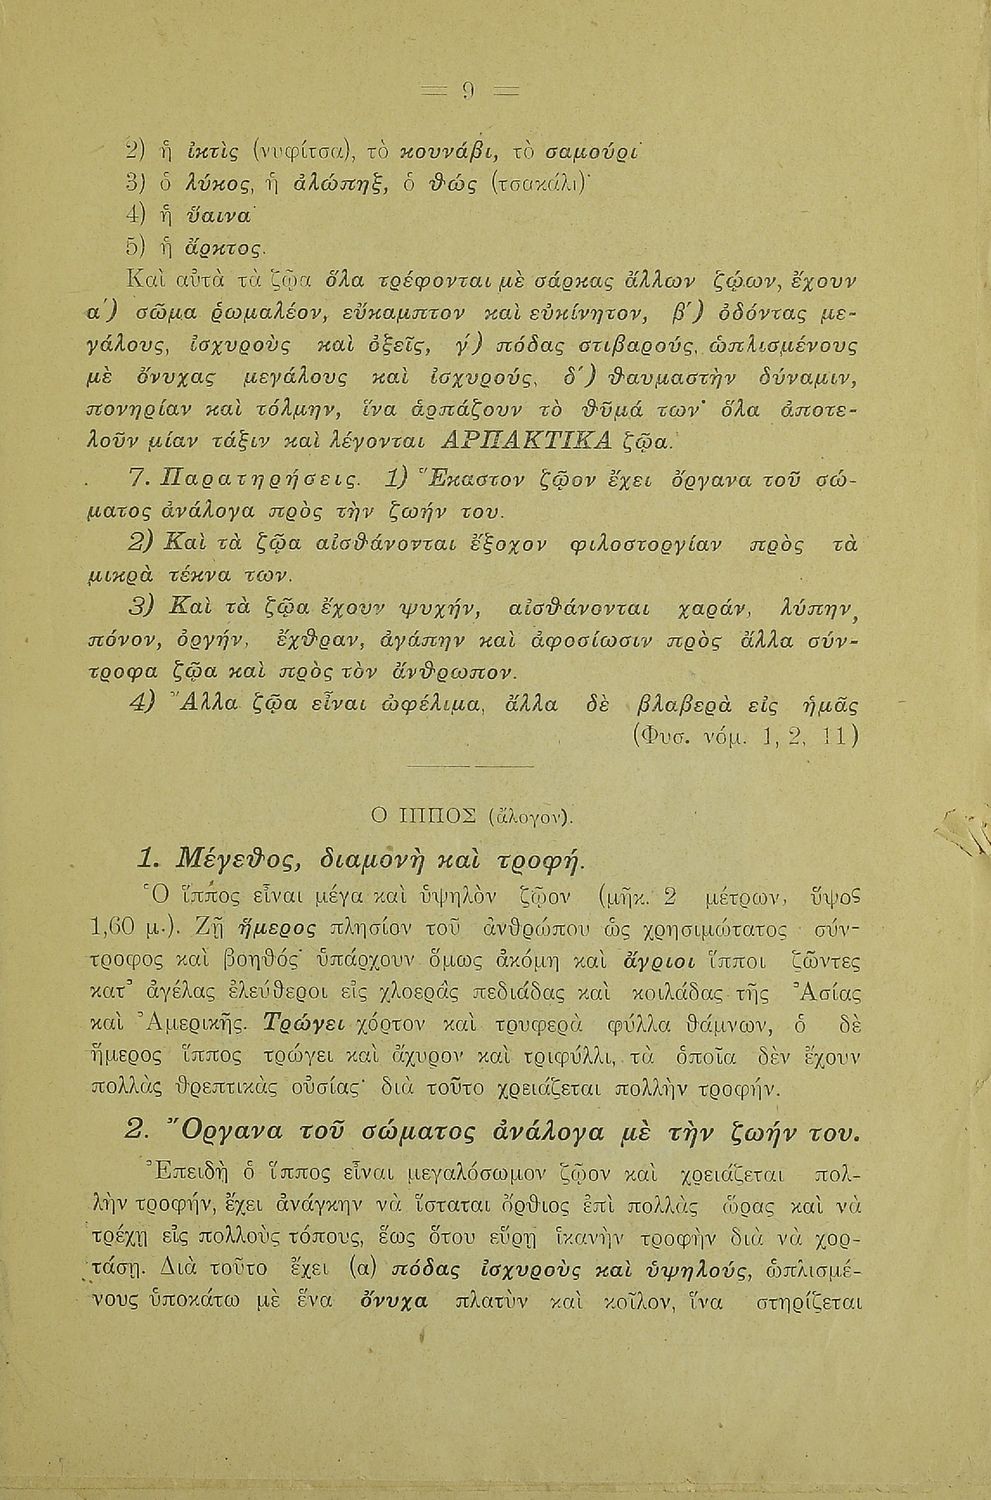 = 9 =
2) ἡ ἰκτὶς (νυφίτσα), τὸ κουνάβι, τὸ σαμούρι·
3) ὁ λύκος, ἡ ἀλώπηξ, ὁ θὼς (τσακάλι)·
4) ἡ ὕαινα·
5) ἡ ἄρκτος.
Καὶ αὐτὰ τὰ ζῷα ὅλα τρέφονται μὲ σάρκας ἄλλων ζῴων, ἔχουν
α΄) σῶμα ῥωμαλέον, εὔκαμπτον καὶ εὐκίνητον, β΄) ὀδόντας με-
γάλους, ἰσχυροὺς καὶ ὀξεῖς, γ) πόδας στιβαρούς, ὡπλισμένους
μὲ ὄνυχας μεγάλους καὶ ἰσχυρούς, δ΄) θαυμαστὴν δύναμιν,
πονηρίαν καὶ τόλμην, ἵνα ἁρπάζουν τὸ θῦμά των· ὅλα ἀποτε-
λοῦν μίαν τάξιν καὶ λέγονται ΑΡΠΑΚΤΙΚΑ ζῷα.
7. Παρατηρήσεις. 1) Ἕκαστον ζῷον ἔχει ὄργανα τοῦ σώ-
ματος ἀνάλογα πρὸς τὴν ζωήν του.
2) Καὶ τὰ ζῷα αἰσθάνονται ἔξοχον φιλοστοργίαν πρὸς τὰ
μικρὰ τέκνα των.
3) Καὶ τὰ ζῷα ἔχουν ψυχήν, αἰσθάνονται χαράν, λύπην,
πόνον, ὀργήν, ἔχθραν, ἀγάπην καὶ ἀφοσίωσιν πρὸς ἄλλα σύν-
τροφα ζῷα καὶ πρὸς τὸν ἄνθρωπον.
4) Ἄλλα ζῷα εἶναι ὠφέλιμα, ἄλλα δὲ βλαβερὰ εἰς ἡμᾶς
(Φυσ. νόμ. 1, 2, 11)
Ο ΙΠΠΟΣ (ἄλογον).
1. Μέγεθος, διαμονὴ καὶ τροφή.
Ὁ ἵππος εἶναι μέγα καὶ ὑψηλὸν ζῷον (μῆκ. 2 μέτρων, ὕψος
1,60 μ.). Ζῇ ἥμερος πλησίον τοῦ ἀνθρώπου ὡς χρησιμώτατος σύν-
τροφος καὶ βοηθός· ὑπάρχουν ὅμως ἀκόμη καὶ ἄγριοι ἵπποι ζῶντες
κατ' ἀγέλας ἐλεύθεροι εἰς χλοερὰς πεδιάδας καὶ κοιλάδας τῆς Ἀσίας
καὶ Ἀμερικῆς. Τρώγει χόρτον καὶ τρυφερὰ φύλλα θάμνων, ὁ δὲ
ἥμερος ἵππος τρώγει καὶ ἄχυρον καὶ τριφύλλι, τὰ ὁποῖα δὲν ἔχουν
πολλὰς θρεπτικὰς οὐσίας· διὰ τοῦτο χρειάζεται πολλὴν τροφήν.
2. Ὄργανα τοῦ σώματος ἀνάλογα μὲ τὴν ζωήν του.
Ἐπειδὴ ὁ ἵππος εἶναι μεγαλόσωμον ζῷον καὶ χρειάζεται πολ-
λὴν τροφήν, ἔχει ἀνάγκην νὰ ἵσταται ὄρθιος ἐπὶ πολλὰς ὥρας καὶ νὰ
τρέχῃ εἰς πολλοὺς τόπους, ἕως ὅτου εὕρῃ ἱκανὴν τροφὴν διὰ νὰ χορ-
τάσῃ. Διὰ τοῦτο ἔχει (α) πόδας ἰσχυροὺς καὶ ὑψηλούς, ὡπλισμέ-
νους ὑποκάτω μὲ ἕνα ὄνυχα πλατὺν καὶ κοῖλον, ἵνα στηρίζεται